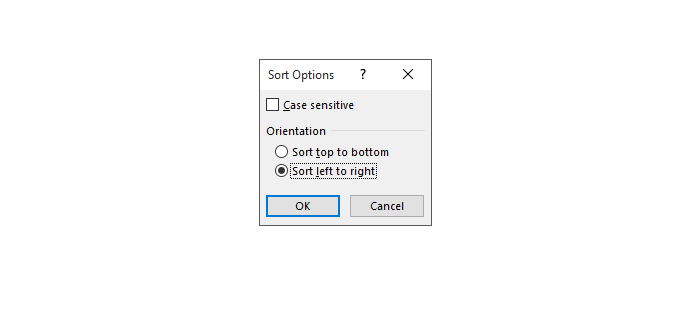 Sort Options ?
Case sensitive
Orientation
Sort top to bottom
Sort left to right
OK Cancel